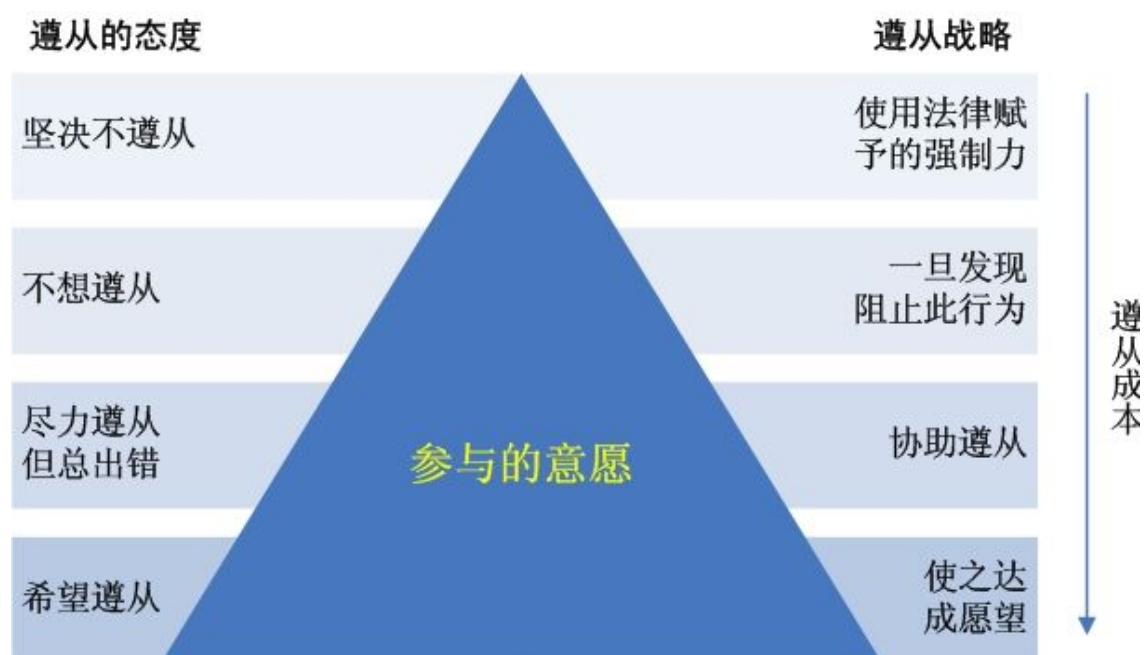 遵从的态度
遵从战略
坚决不遵从
使用法律赋
予的强制力
不想遵从
一旦发现
阻止此行为
尽力遵从
但总出错
参与的意愿
协助遵从
希望遵从
使之达
成愿望
遵从成本